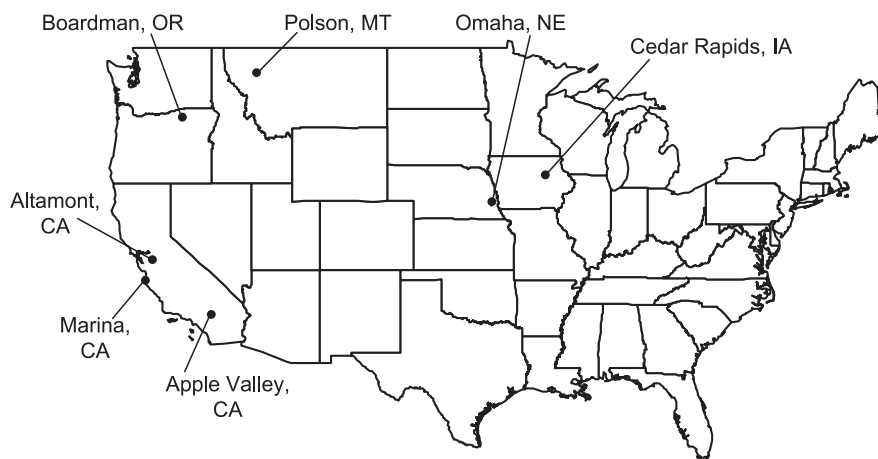 Boardman, OR
Polson, MT
Omaha, NE
Cedar Rapids, IA
Altamont,
CA
Marina,
CA
Apple Valley,
CA